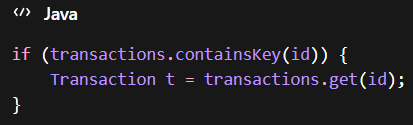 </> Java
if (transactions.containsKey(id)) {
    Transaction t = transactions.get(id);
}